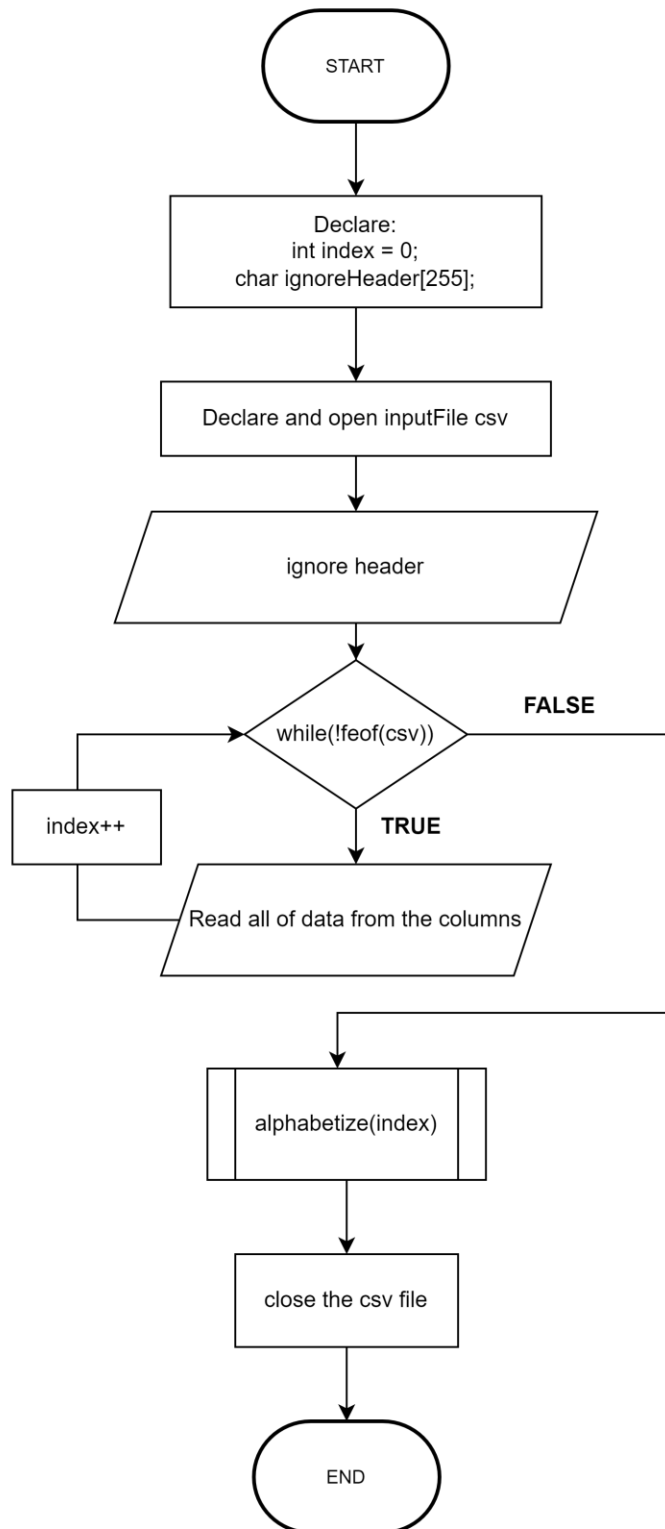 START
Declare:
int index = 0;
char ignoreHeader[255];
Declare and open inputFile csv
ignore header
while(!feof(csv))
FALSE
index++
TRUE
Read all of data from the columns
alphabetize(index)
close the csv file
END